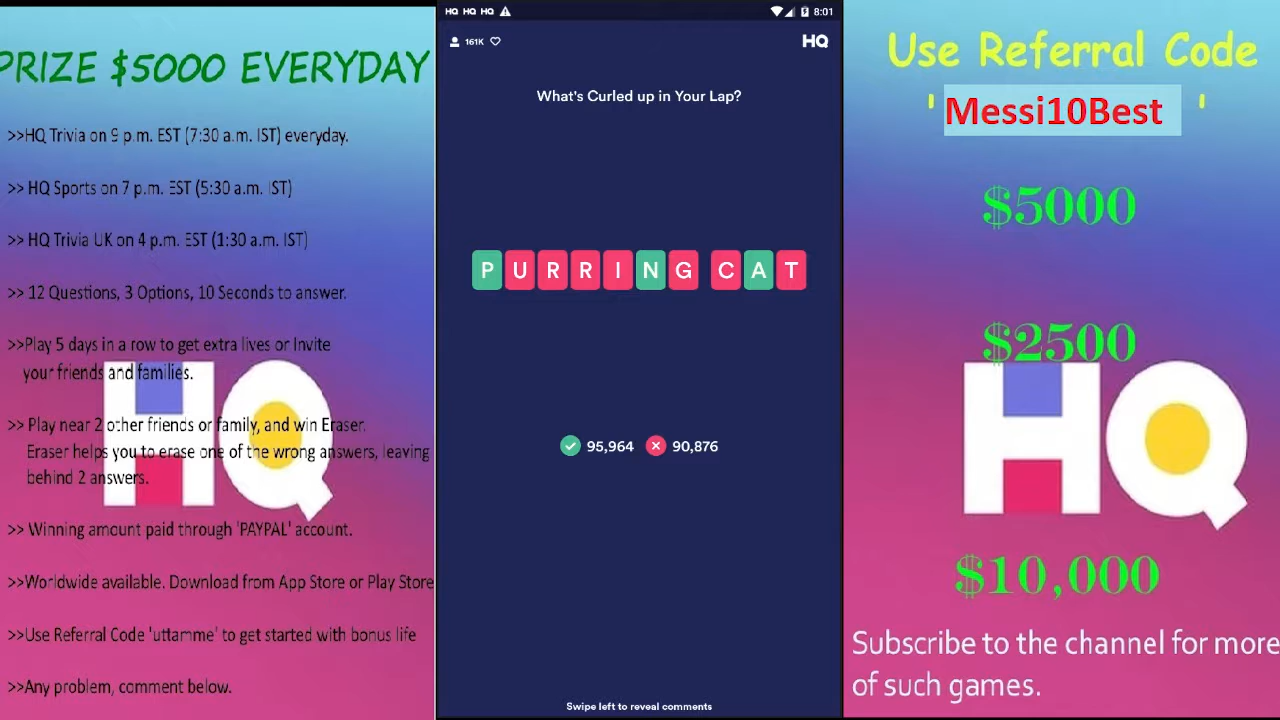 PRIZE $5000 EVERYDAY
>>HQ Trivia on 9 p.m. EST (7:30 a.m. IST) everyday.
>> HQ Sports on 7 p.m. EST (5:30 a.m. IST)
>> HQ Trivia UK on 4 p.m. EST (1:30 a.m. IST)
>> 12 Questions, 3 Options, 10 Seconds to answer.
>>Play 5 days in a row to get extra lives or Invite
your friends and families.
>> Play near 2 other friends or family, and win Eraser.
Eraser helps you to erase one of the wrong answers, leaving
behind 2 answers.
>> Winning amount paid through 'PAYPAL' account.
>>Worldwide available. Download from App Store or Play Store
>>Use Referral Code 'uttamme' to get started with bonus life
>>Any problem, comment below.
HQ
HQ HQ HQ 8:01
161K HQ
What's Curled up in Your Lap?
PURRING CAT
95,964 90,876
Swipe left to reveal comments
Use Referral Code
' Messi10Best '
$5000
$2500
HQ
$10,000
Subscribe to the channel for more
of such games.